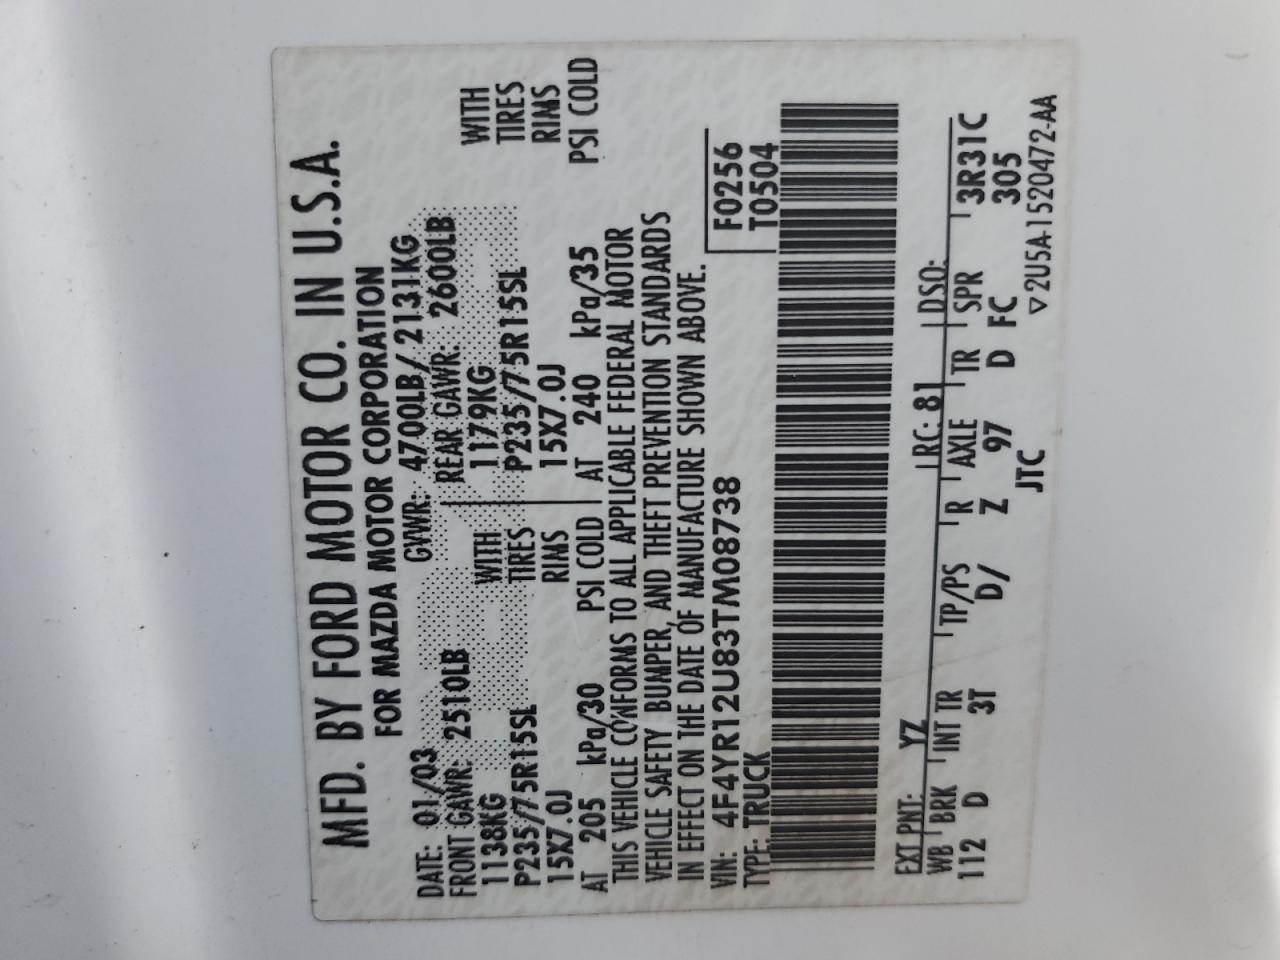 MFD. BY FORD MOTOR CO. IN U.S.A.
FOR MAZDA MOTOR CORPORATION
DATE: 01/03 GVWR: 4700LB/ 2131KG
FRONT GAWR: 2510LB REAR GAWR: 2600LB
1138KG WITH 1179KG WITH
P235/75R15SL TIRES P235/75R15SL TIRES
15X7.0J RIMS 15X7.0J RIMS
AT 205 kPa/30 PSI COLD AT 240 kPa/35 PSI COLD
THIS VEHICLE CONFORMS TO ALL APPLICABLE FEDERAL MOTOR
VEHICLE SAFETY BUMPER, AND THEFT PREVENTION STANDARDS
IN EFFECT ON THE DATE OF MANUFACTURE SHOWN ABOVE.
VIN: 4F4YR12U83TM08738 F0256
TYPE: TRUCK T0504
EXT PNT: YZ RC: 81 DSO:
WB BRK INT TR TP/PS R AXLE TR SPR 3R31C
112 D 3T D/ Z 97 D FC 305
JTC ▽2U5A-1520472-AA